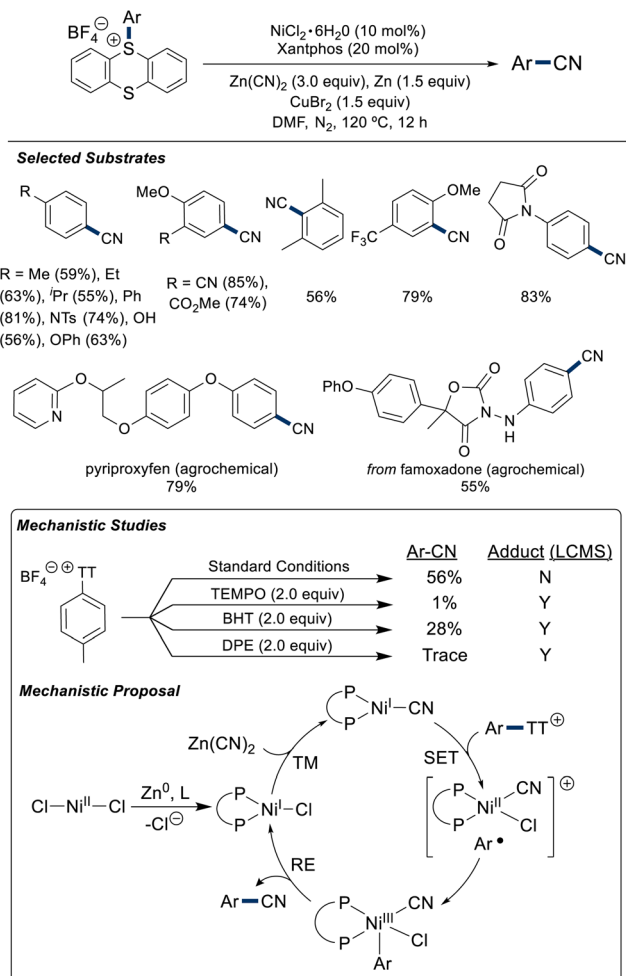 Ar
BF4⊖
⊕
S
S
NiCl2•6H20 (10 mol%)
Xantphos (20 mol%)
Zn(CN)2 (3.0 equiv), Zn (1.5 equiv)
CuBr2 (1.5 equiv)
DMF, N2, 120 ºC, 12 h
Ar—CN
Selected Substrates
R
CN
R = Me (59%), Et
(63%), iPr (55%), Ph
(81%), NTs (74%), OH
(56%), OPh (63%)
MeO
R
CN
R = CN (85%),
CO2Me (74%)
NC
56%
OMe
F3C
CN
79%
O
N
O
CN
83%
O
N
O
O
CN
pyriproxyfen (agrochemical)
79%
PhO
O
O
N
N
H
O
CN
from famoxadone (agrochemical)
55%
Mechanistic Studies
Ar-CN Adduct (LCMS)
BF4⊖ ⊕TT
Standard Conditions 56% N
TEMPO (2.0 equiv) 1% Y
BHT (2.0 equiv) 28% Y
DPE (2.0 equiv) Trace Y
Mechanistic Proposal
P
P
NiI—CN
Zn(CN)2
TM
Ar—TT⊕
SET
Cl—NiII—Cl
Zn0, L
-Cl⊖
P
P
NiI—Cl
P
P
NiII
CN
Cl
⊕
Ar•
RE
Ar—CN
P
P
NiIII
CN
Cl
Ar